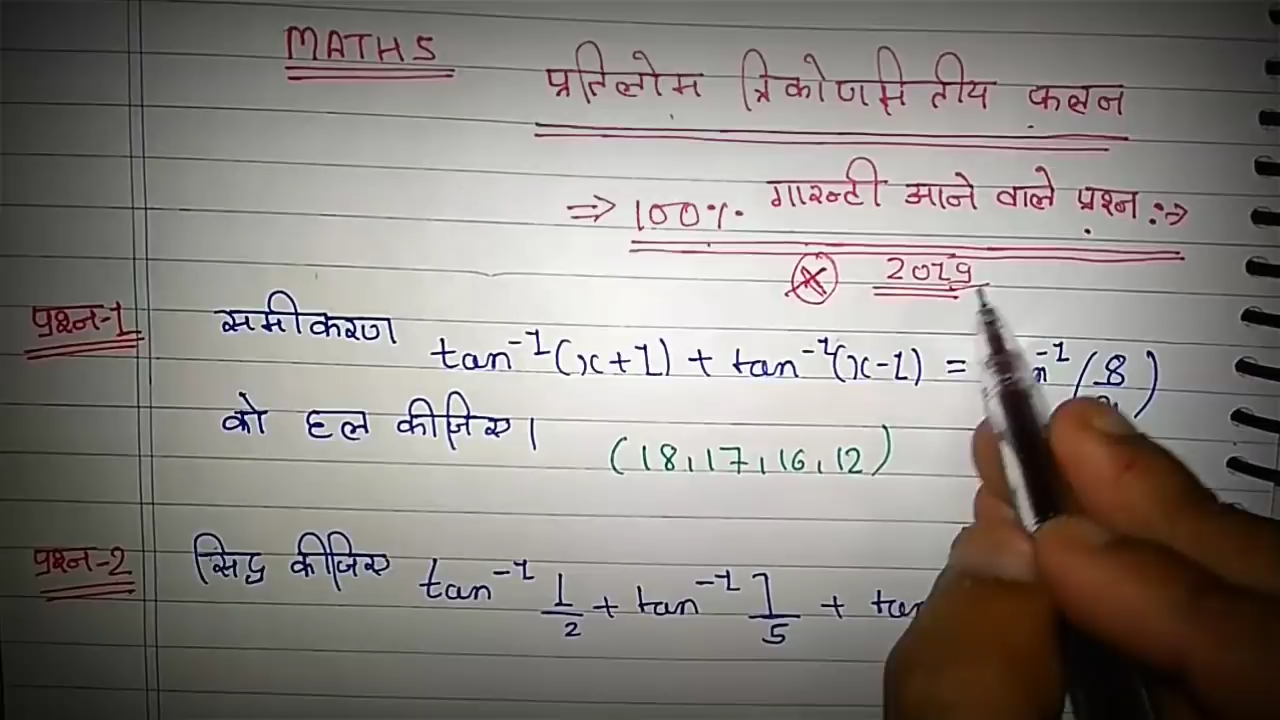 MATHS
प्रतिलोम त्रिकोणमितीय फलन
⇒ 100% गारन्टी आने वाले प्रश्न :→
2019
प्रश्न-1 समीकरण tan⁻¹(x+1) + tan⁻¹(x-1) =
को हल कीजिए। (18,17,16,12)
प्रश्न-2 सिद्ध कीजिए tan⁻¹ 1/2 + tan⁻¹ 1/5 +